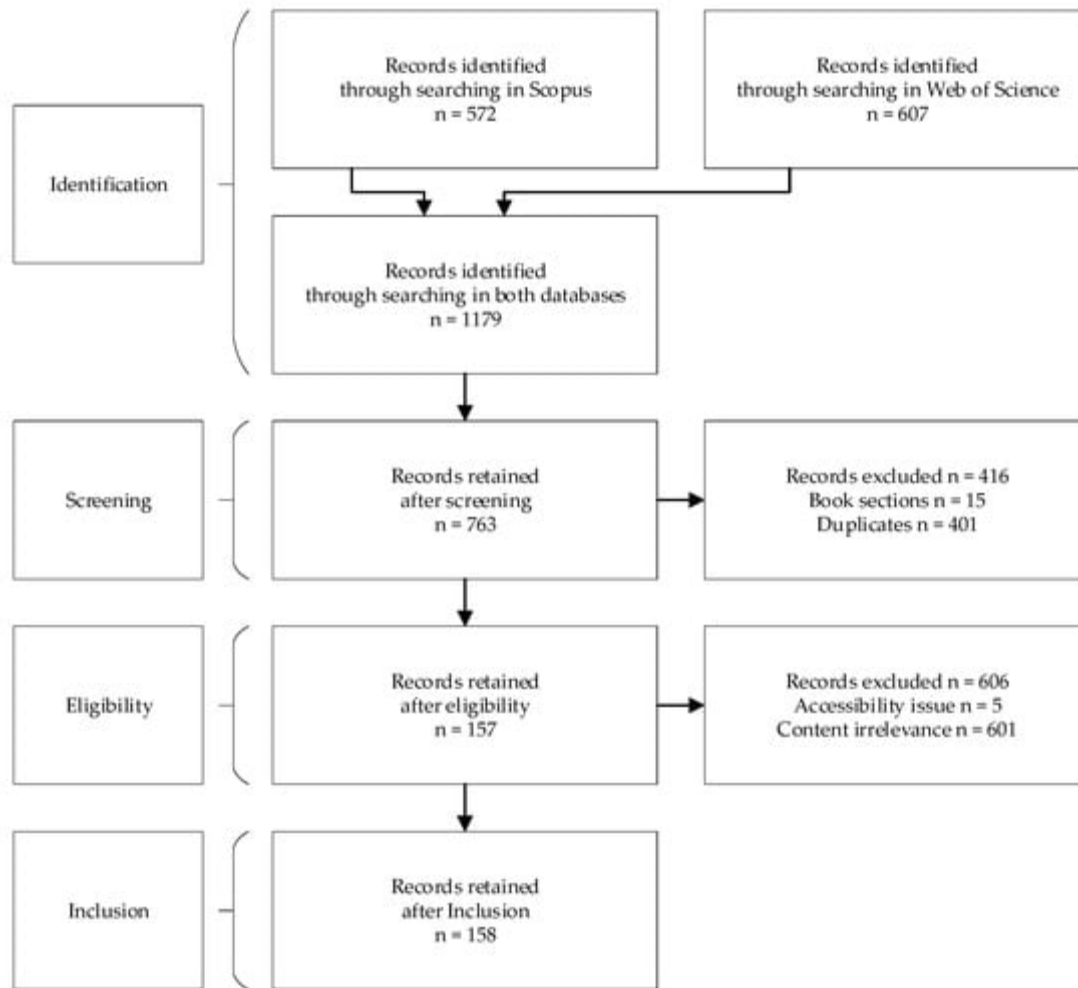 Identification
Records identified
through searching in Scopus
n = 572
Records identified
through searching in Web of Science
n = 607
Records identified
through searching in both databases
n = 1179
Screening
Records retained
after screening
n = 763
Records excluded n = 416
Book sections n = 15
Duplicates n = 401
Eligibility
Records retained
after eligibility
n = 157
Records excluded n = 606
Accessibility issue n = 5
Content irrelevance n = 601
Inclusion
Records retained
after Inclusion
n = 158